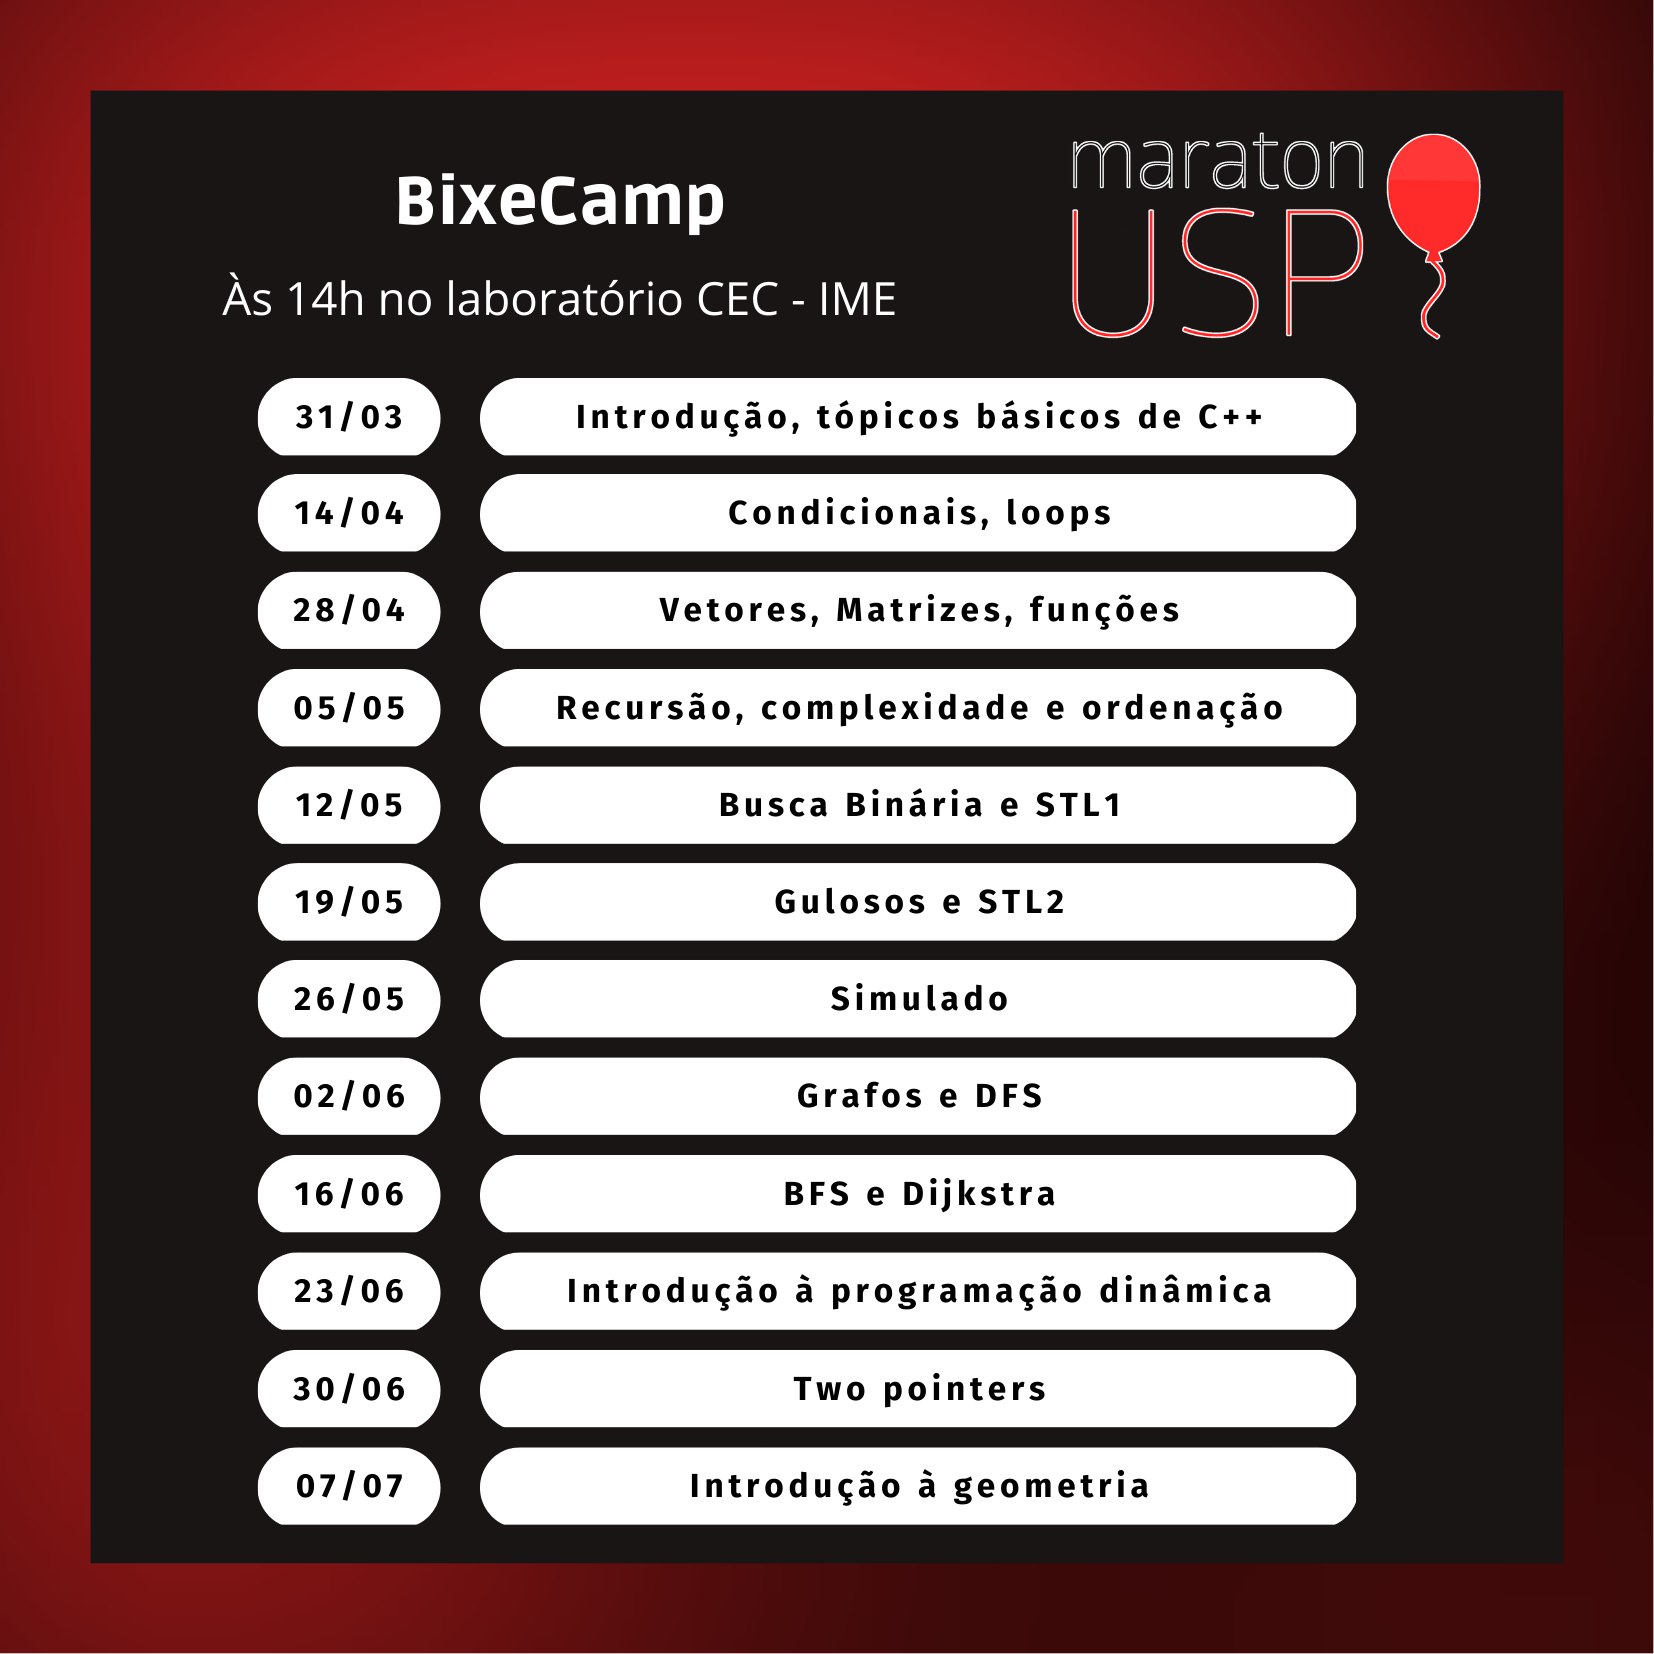 BixeCamp
Às 14h no laboratório CEC - IME
maraton
USP
31/03 Introdução, tópicos básicos de C++
14/04 Condicionais, loops
28/04 Vetores, Matrizes, funções
05/05 Recursão, complexidade e ordenação
12/05 Busca Binária e STL1
19/05 Gulosos e STL2
26/05 Simulado
02/06 Grafos e DFS
16/06 BFS e Dijkstra
23/06 Introdução à programação dinâmica
30/06 Two pointers
07/07 Introdução à geometria